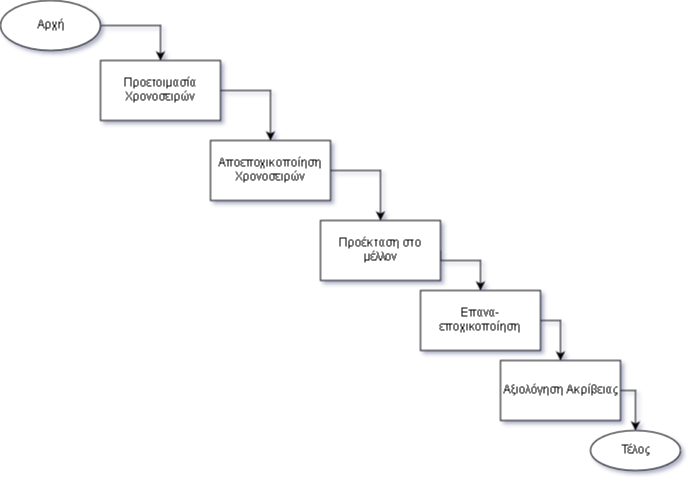 Αρχή
Προετοιμασία
Χρονοσειρών
Αποεποχικοποίηση
Χρονοσειρών
Προέκταση στο
μέλλον
Επανα-
εποχικοποίηση
Αξιολόγηση Ακρίβειας
Τέλος